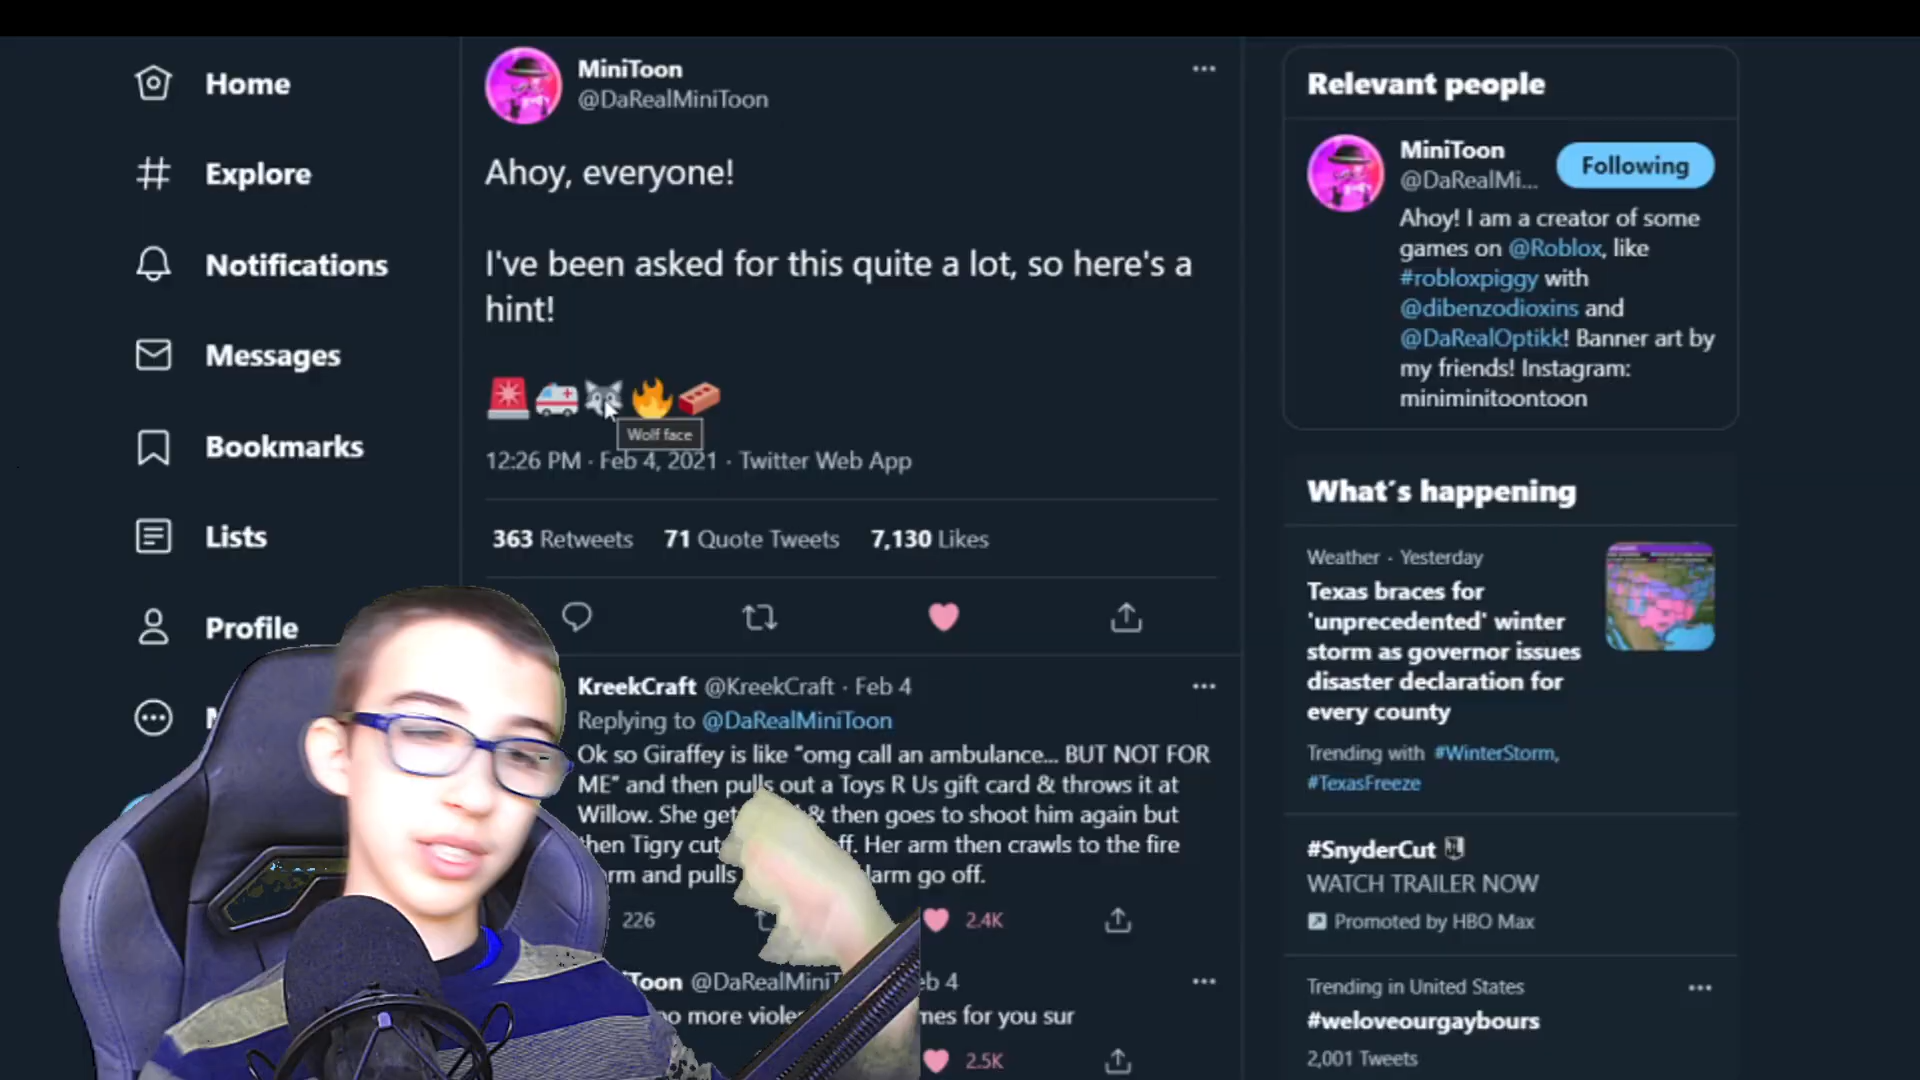 Home
Explore
Notifications
Messages
Bookmarks
Lists
Profile
MiniToon
@DaRealMiniToon
Ahoy, everyone!
I've been asked for this quite a lot, so here's a
hint!
🚨🚑🐺🔥🧱
Wolf face
12:26 PM · Feb 4, 2021 · Twitter Web App
363 Retweets 71 Quote Tweets 7,130 Likes
KreekCraft @KreekCraft · Feb 4
Replying to @DaRealMiniToon
Ok so Giraffey is like "omg call an ambulance... BUT NOT FOR
ME" and then pulls out a Toys R Us gift card & throws it at
Willow. She & then goes to shoot him again but
then Tigry Her arm then crawls to the fire
and pulls go off.
226 2.4K
@DaRealMiniT Feb 4
no more for you sur
2.5K
Relevant people
MiniToon
@DaRealMi...
Following
Ahoy! I am a creator of some
games on @Roblox, like
#robloxpiggy with
@dibenzodioxins and
@DaRealOptikk! Banner art by
my friends! Instagram:
miniminitoontoon
What´s happening
Weather · Yesterday
Texas braces for
'unprecedented' winter
storm as governor issues
disaster declaration for
every county
Trending with #WinterStorm,
#TexasFreeze
#SnyderCut
WATCH TRAILER NOW
Promoted by HBO Max
Trending in United States
#weloveourgaybours
2,001 Tweets